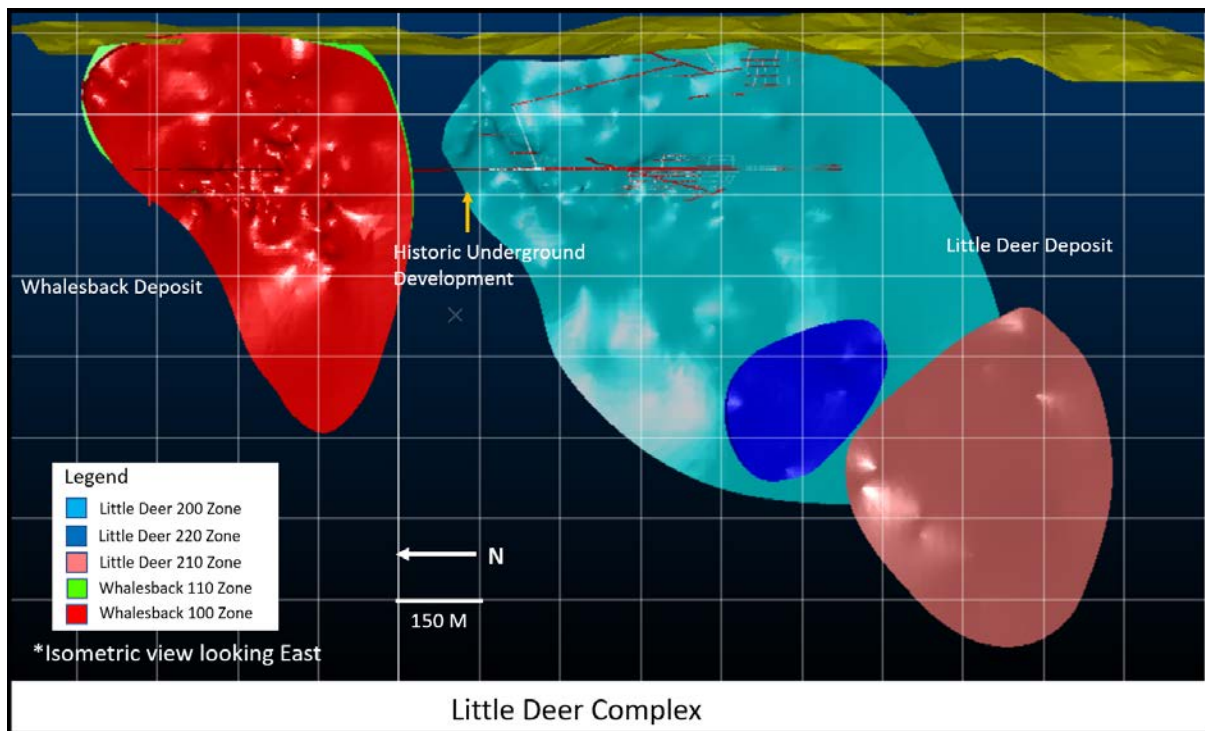 Little Deer Deposit
Historic Underground
Development
Whalesback Deposit
Legend
Little Deer 200 Zone
Little Deer 220 Zone
Little Deer 210 Zone
Whalesback 110 Zone
Whalesback 100 Zone
N
150 M
*Isometric view looking East
Little Deer Complex